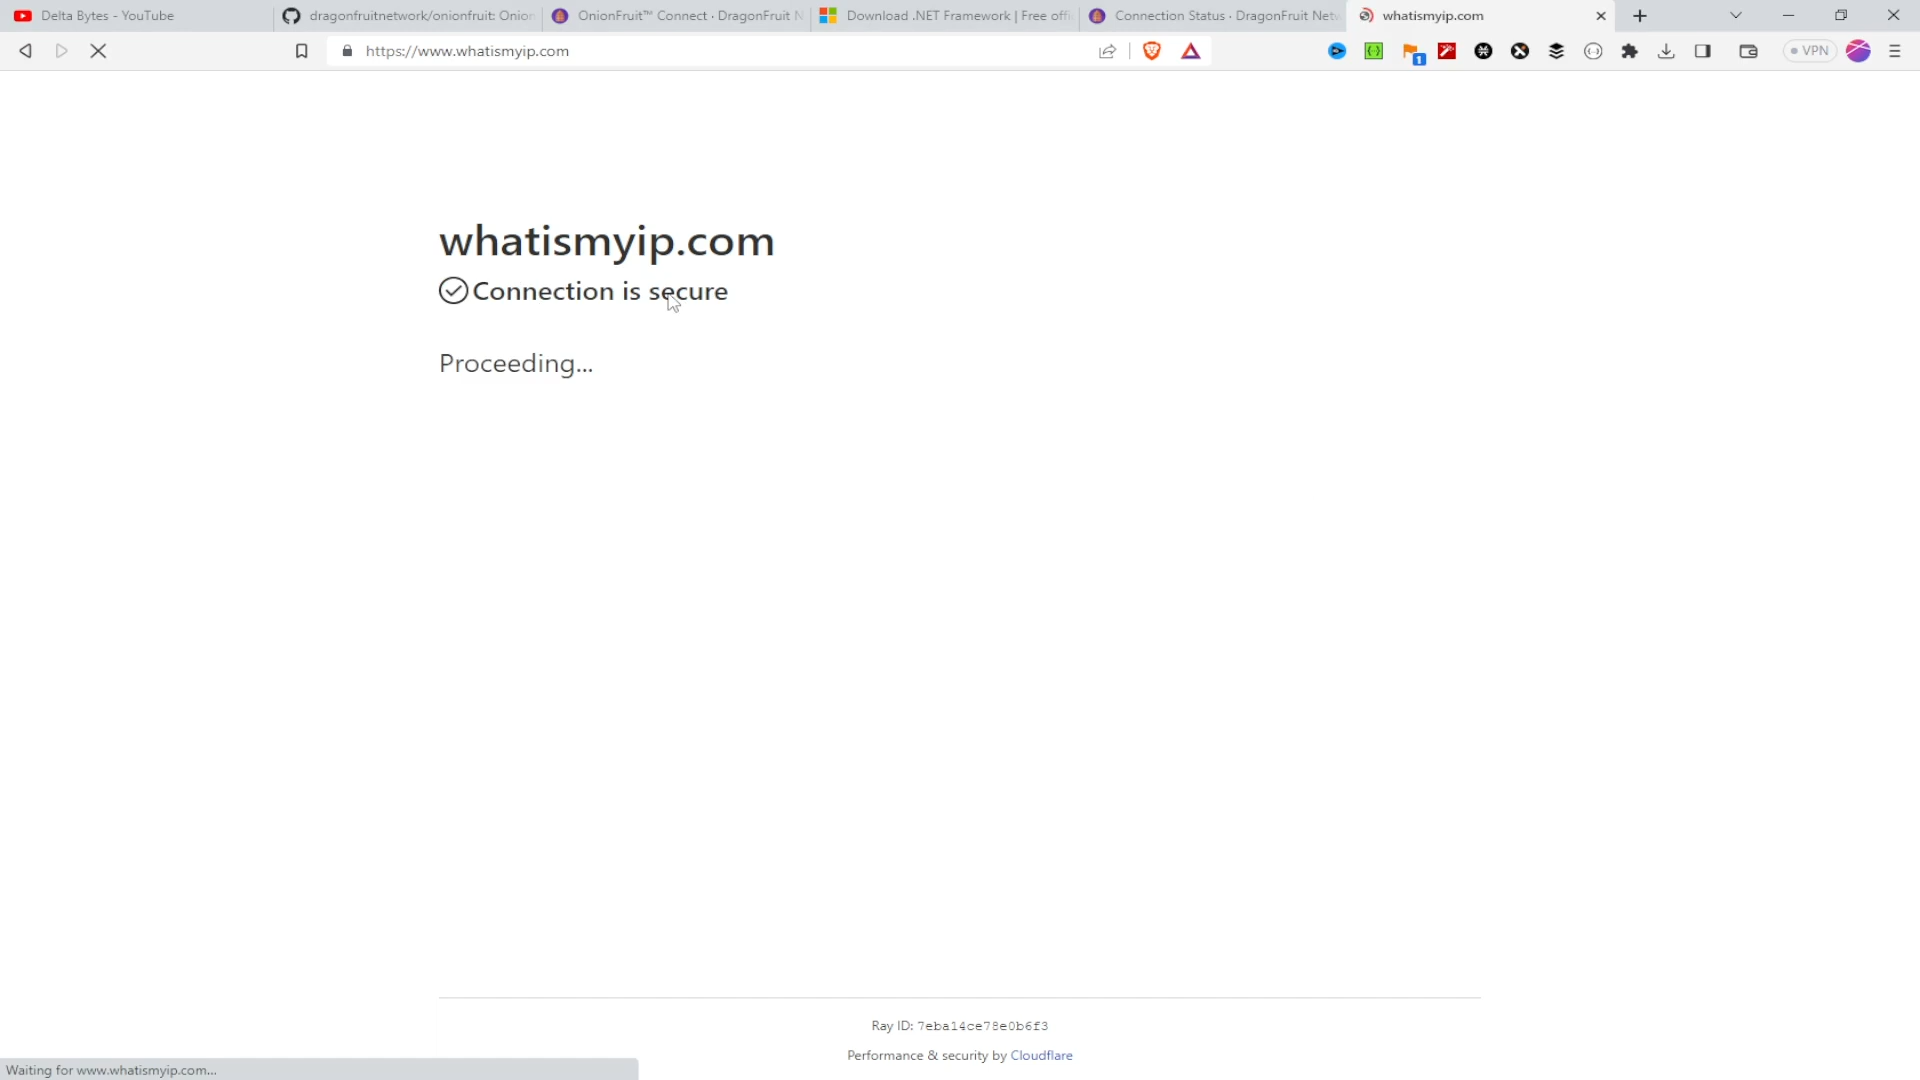 Delta Bytes - YouTube
dragonfruitnetwork/onionfruit: Onion
OnionFruit™ Connect · DragonFruit N
Download .NET Framework | Free offi
Connection Status · DragonFruit Netw
whatismyip.com
https://www.whatismyip.com
1
VPN
whatismyip.com
Connection is secure
Proceeding...
Ray ID: 7eba14ce78e0b6f3
Performance & security by Cloudflare
Waiting for www.whatismyip.com...